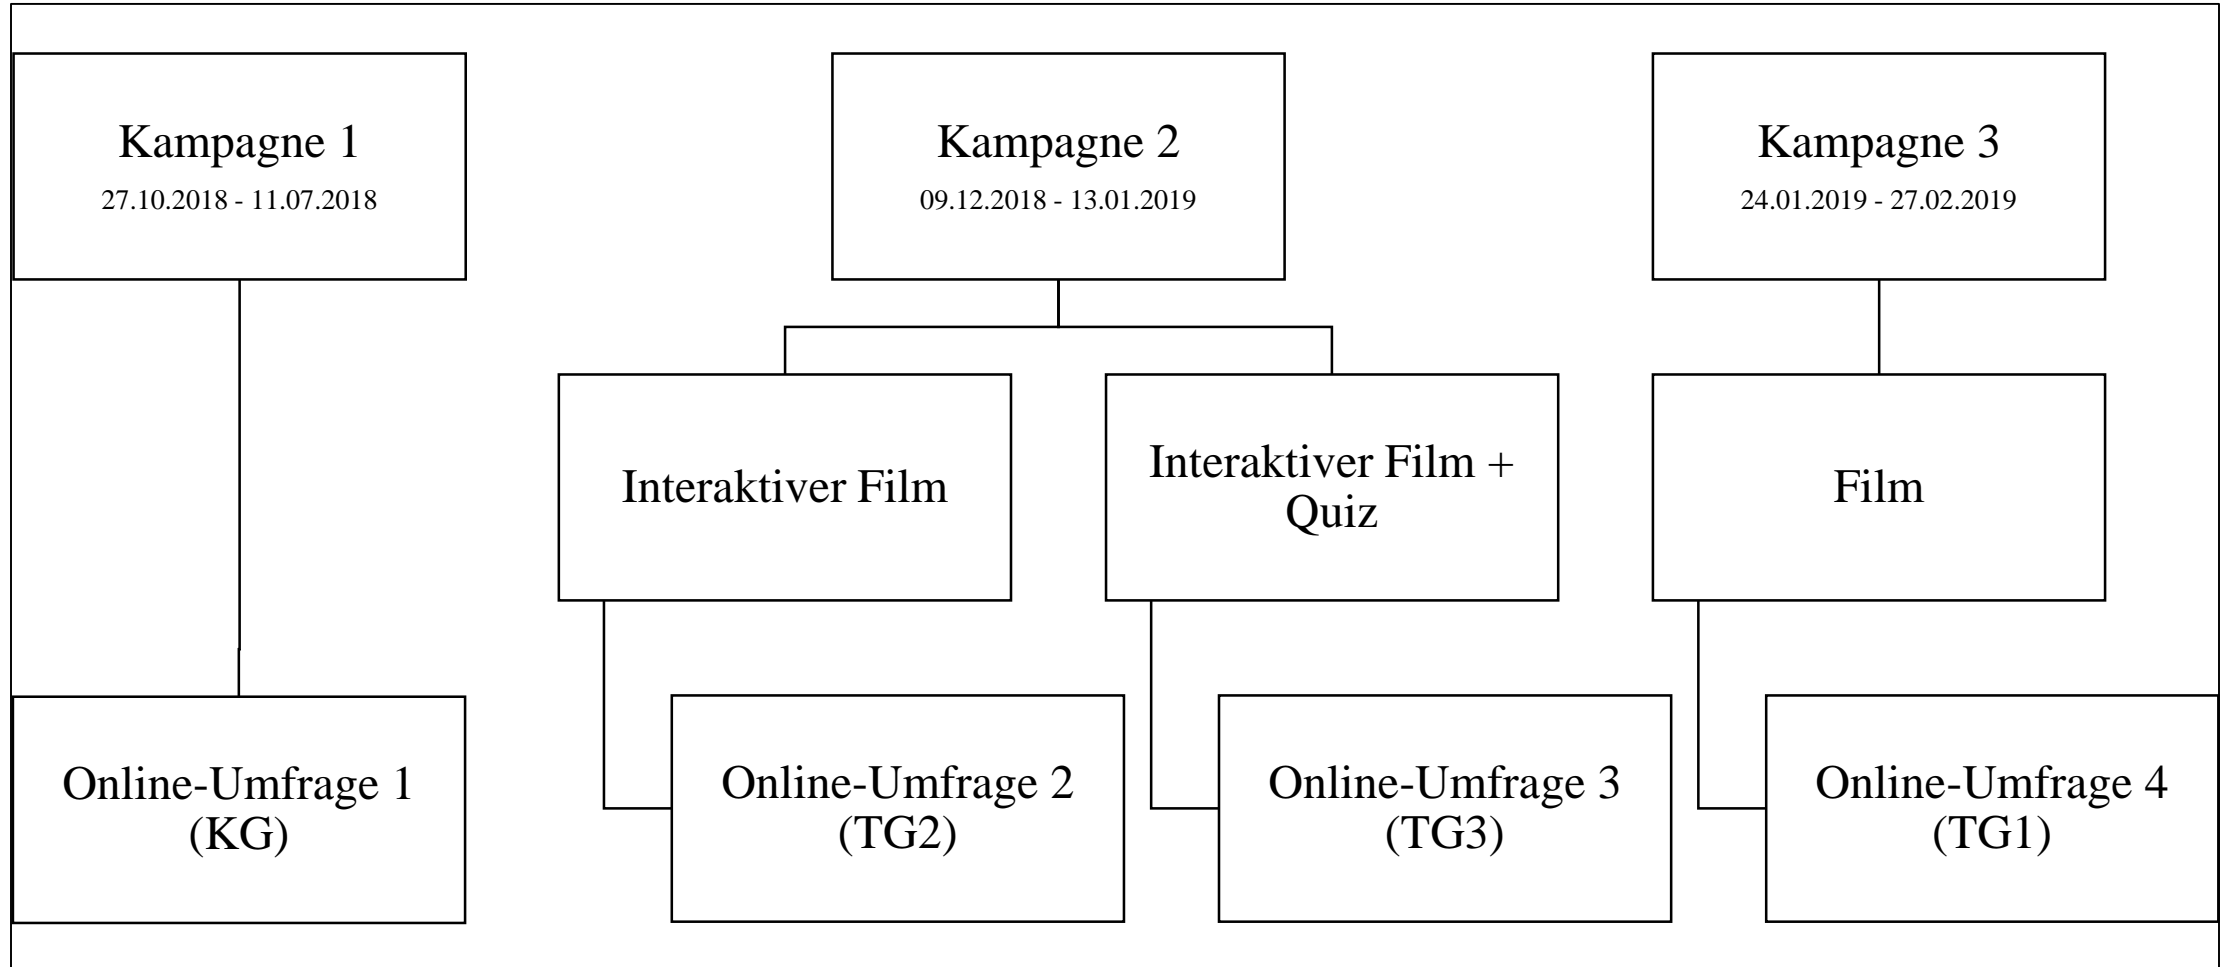 Kampagne 1
27.10.2018 - 11.07.2018
Kampagne 2
09.12.2018 - 13.01.2019
Kampagne 3
24.01.2019 - 27.02.2019
Interaktiver Film
Interaktiver Film +
Quiz
Film
Online-Umfrage 1
(KG)
Online-Umfrage 2
(TG2)
Online-Umfrage 3
(TG3)
Online-Umfrage 4
(TG1)